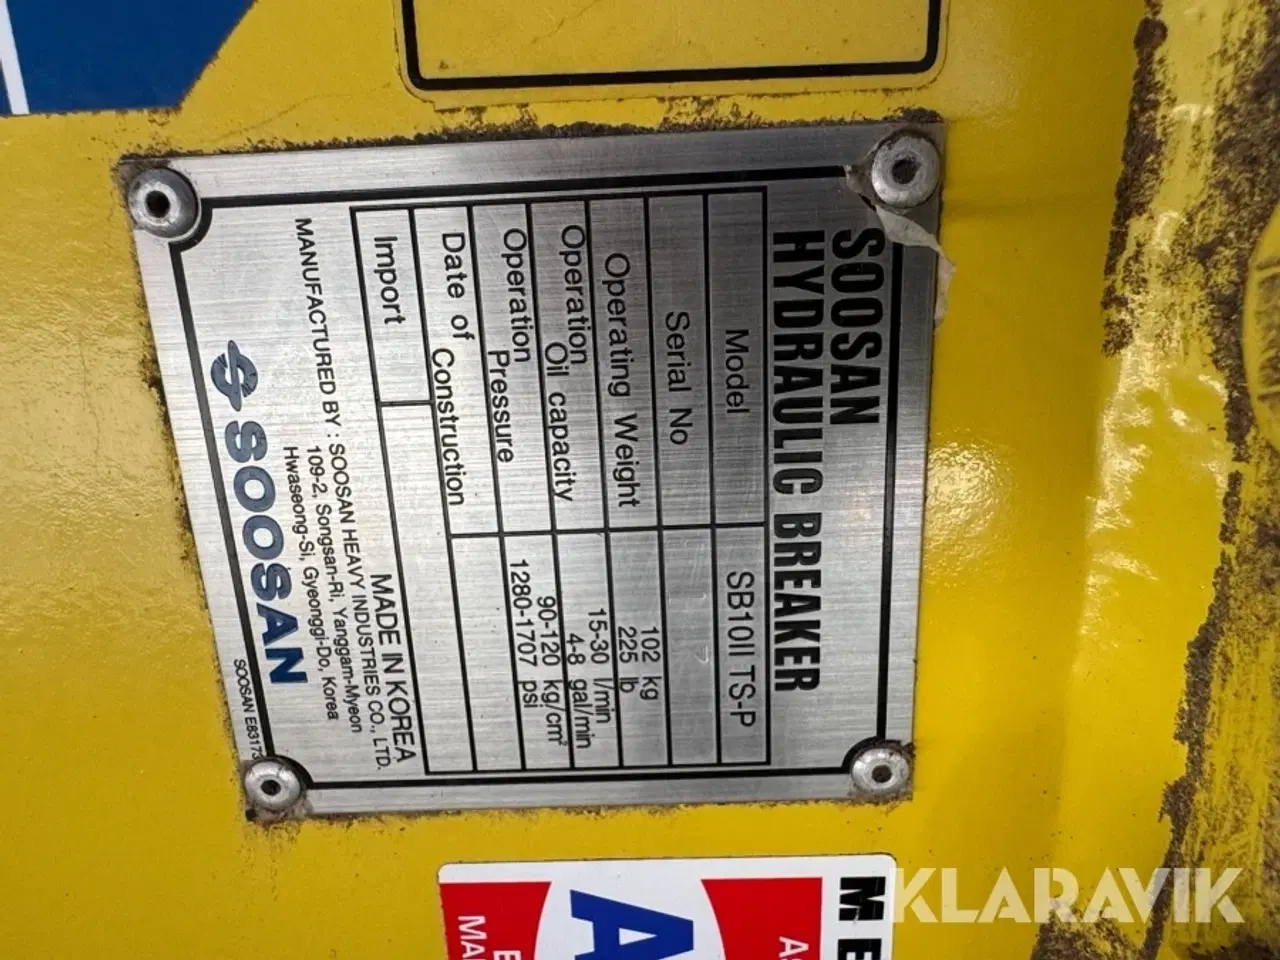 SOOSAN
HYDRAULIC BREAKER
Model SB10II TS-P
Serial No
Operating Weight 102 kg
225 lb
Operation Oil capacity 15-30 l/min
4-8 gal/min
Operation Pressure 90-120 kg/cm²
1280-1707 psi
Date of Construction
Import
MADE IN KOREA
MANUFACTURED BY : SOOSAN HEAVY INDUSTRIES CO., LTD.
109-2, Songsan-Ri, Yanggam-Myeon
Hwaseong-Si, Gyeonggi-Do, Korea
SOOSAN
SOOSAN E83173
ME
A
KLARAVIK